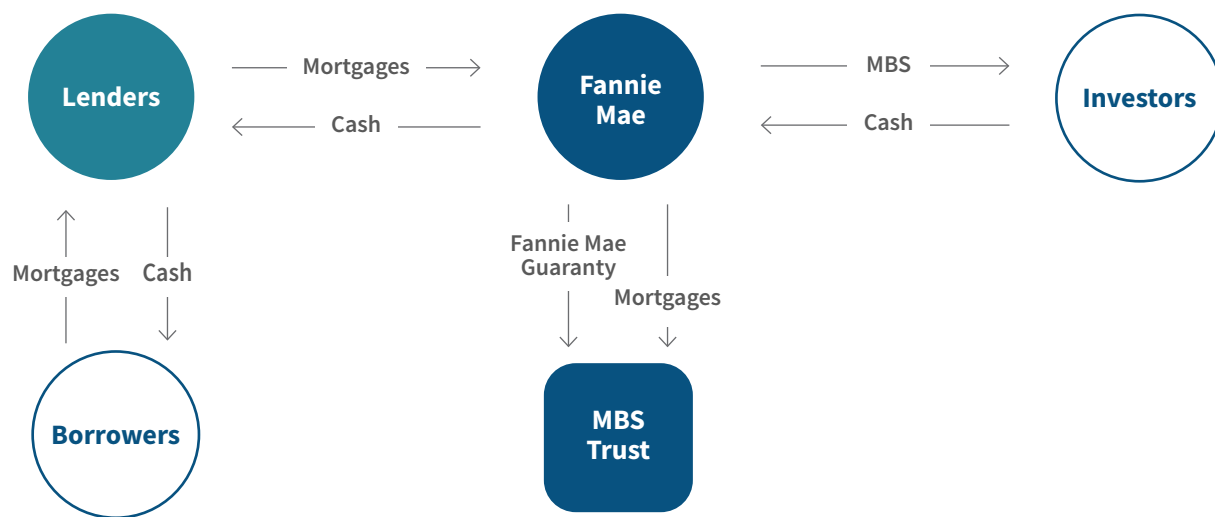 Lenders
Mortgages
Cash
Fannie
Mae
MBS
Cash
Investors
Mortgages
Cash
Fannie Mae
Guaranty
Mortgages
Borrowers
MBS
Trust